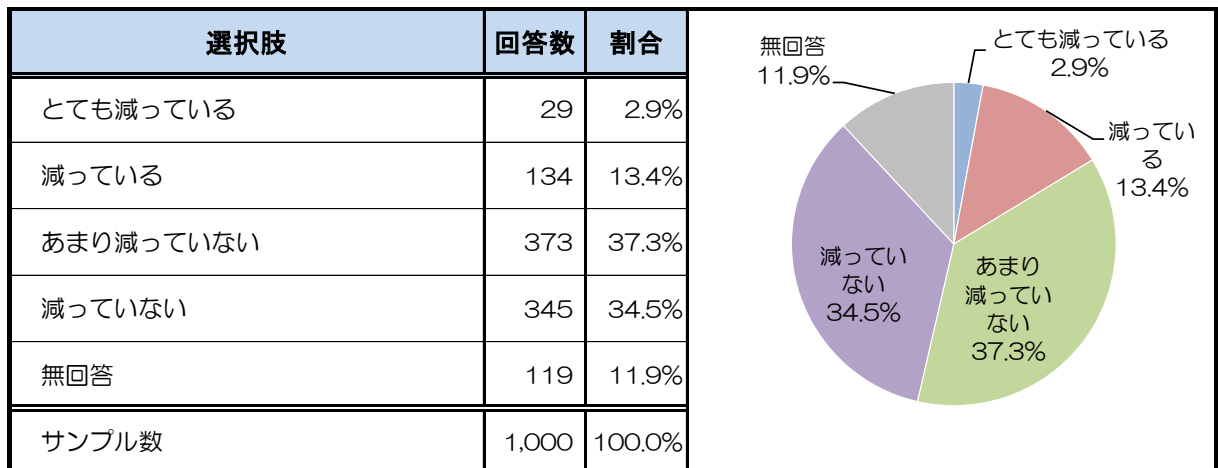 選択肢 回答数 割合
とても減っている 29 2.9%
減っている 134 13.4%
あまり減っていない 373 37.3%
減っていない 345 34.5%
無回答 119 11.9%
サンプル数 1,000 100.0%
無回答
11.9%
とても減っている
2.9%
減ってい
る
13.4%
減ってい
ない
34.5%
あまり
減ってい
ない
37.3%